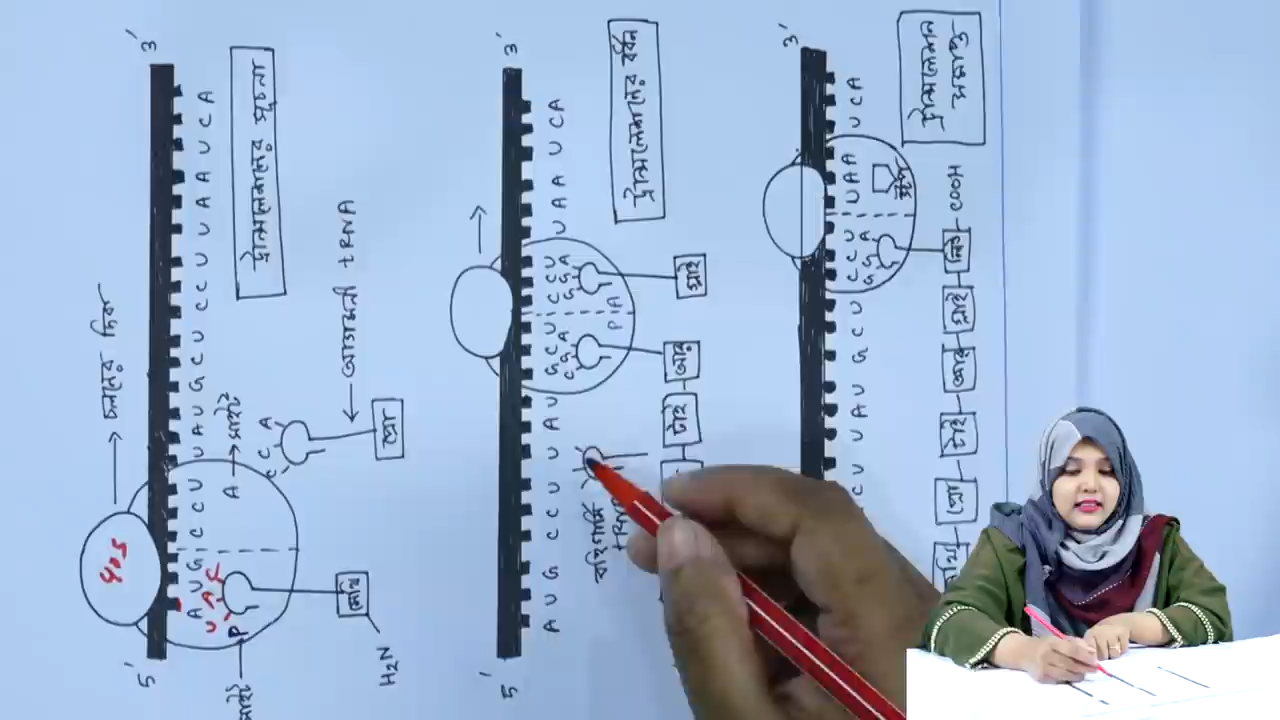 3'
ট্রান্সলেশনের সূচনা
A U G C C U U A U G C U C C U U A A U C A
→ চলনের দিক
40S
U A C
P
A → সাইট
সাইট
C C A
← আগমনী tRNA
প্রো
মেথি
H₂N
5'
3'
ট্রান্সলেশনের বর্ধন
→
A U G C C U U A U G C U C C U U A A U C A
C G A G G A
P A
গ্লাই
আর
টাই
বহির্গামি
5'
3'
ট্রান্সলেশন সমাপ্ত
C U U A U G C U C C U U A A U C A
G G A
COOH
লিউ
গ্লাই
আর
টাই
প্রো